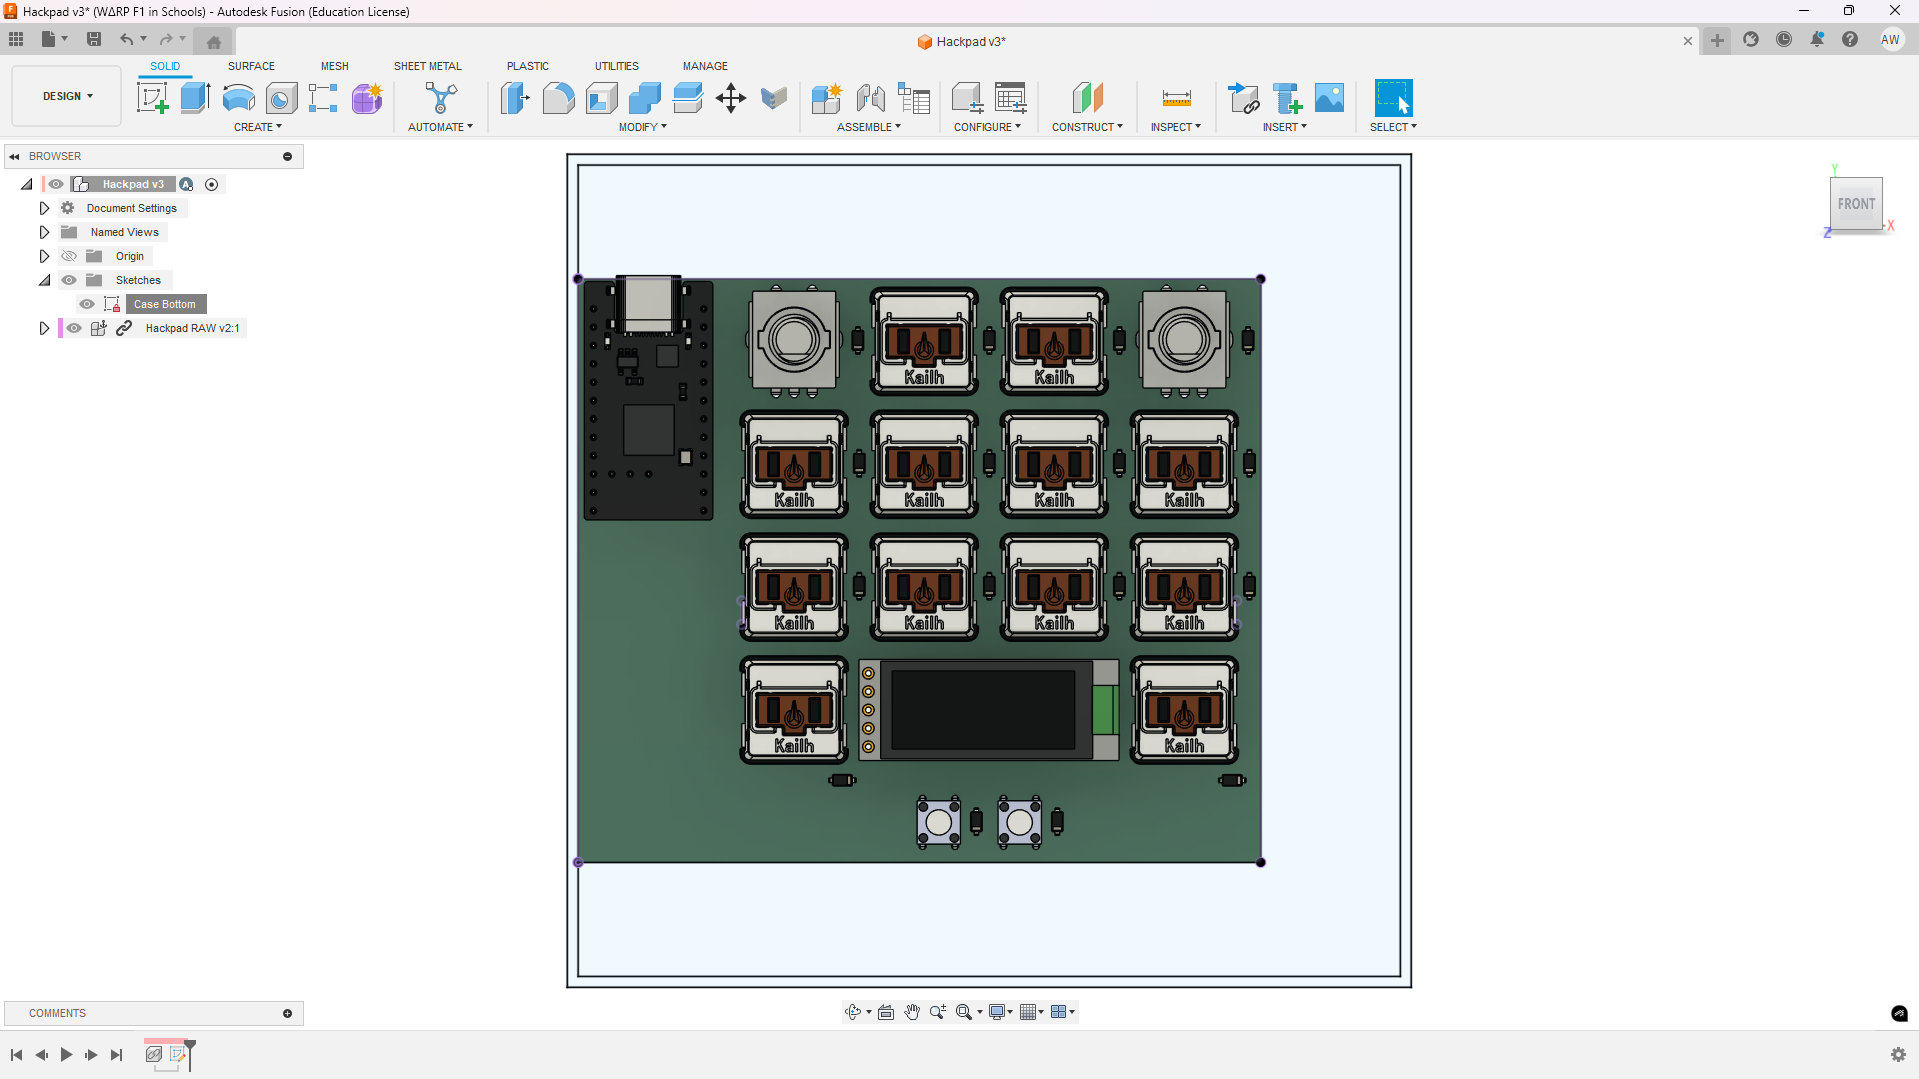 Hackpad v3* (WΔRP F1 in Schools) - Autodesk Fusion (Education License)
Hackpad v3*
AW
DESIGN
SOLID SURFACE MESH SHEET METAL PLASTIC UTILITIES MANAGE
CREATE AUTOMATE MODIFY ASSEMBLE CONFIGURE CONSTRUCT INSPECT INSERT SELECT
BROWSER
Hackpad v3
A
Document Settings
Named Views
Origin
Sketches
Case Bottom
Hackpad RAW v2:1
Y
FRONT
X
Z
Kailh Kailh
Kailh Kailh Kailh Kailh
Kailh Kailh Kailh Kailh
Kailh Kailh
COMMENTS